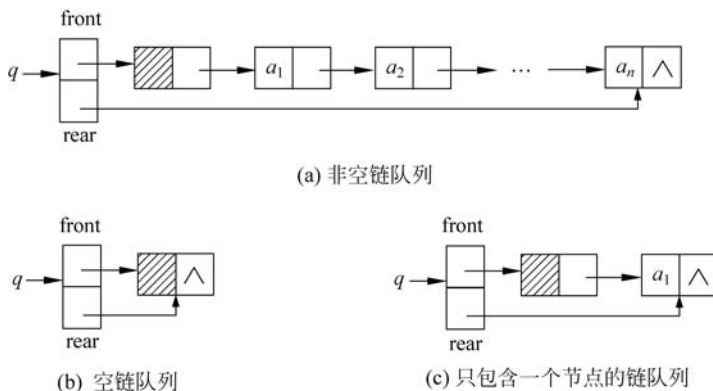 front
q
a₁ a₂ … aₙ ∧
rear
(a) 非空链队列
front
q
∧
rear
(b) 空链队列
front
q
a₁ ∧
rear
(c) 只包含一个节点的链队列